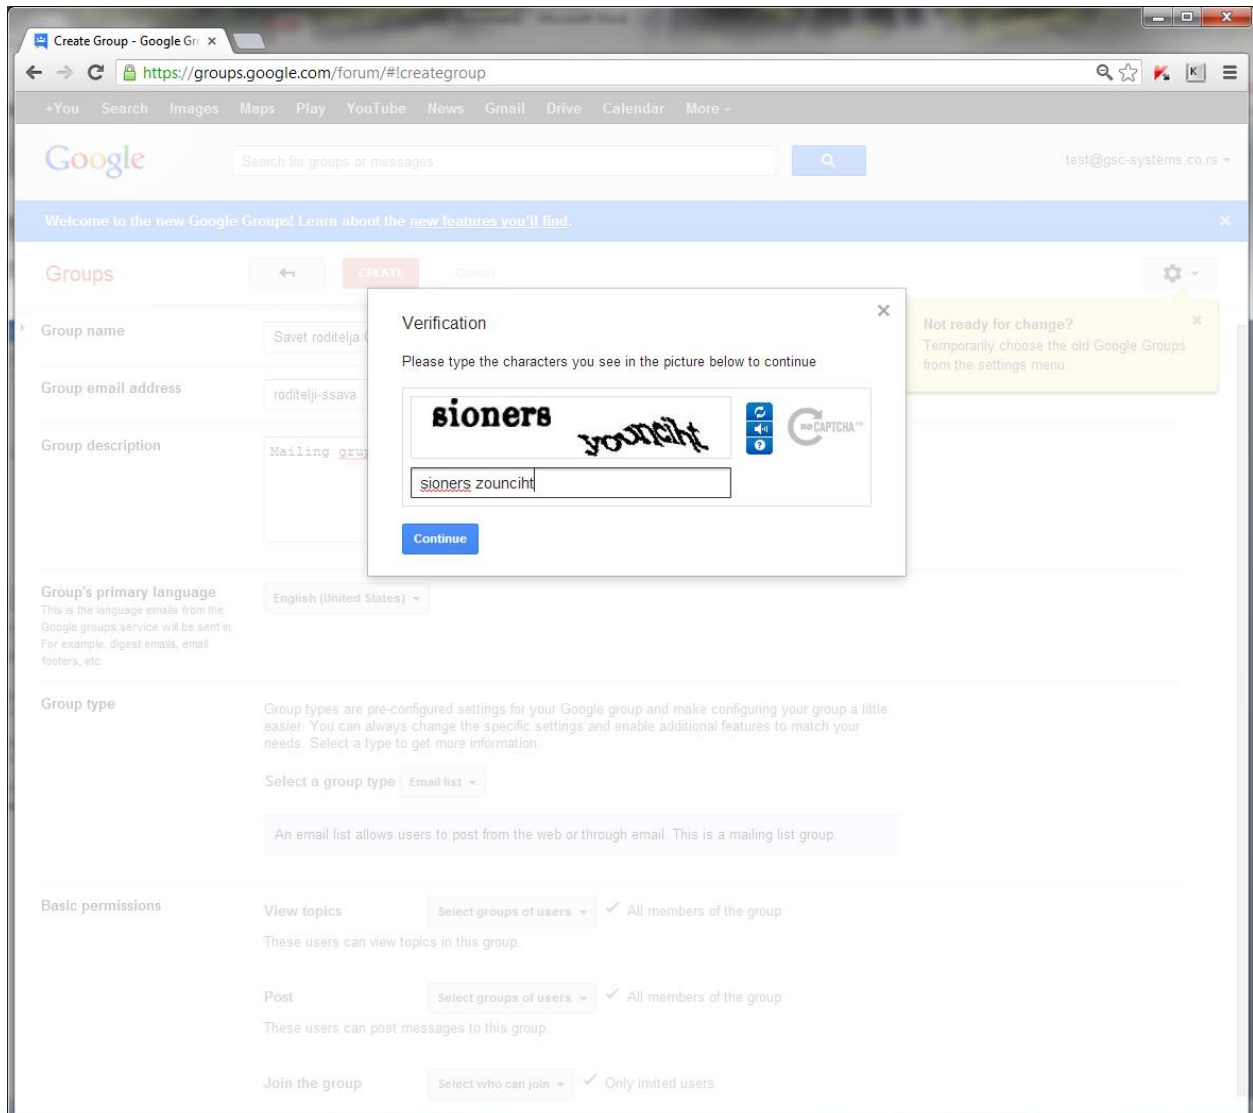 Create Group - Google Gr
https://groups.google.com/forum/#!creategroup
+You Search Images Maps Play YouTube News Gmail Drive Calendar More
Google
Search for groups or messages
test@gsc-systems.co.rs
Welcome to the new Google Groups! Learn about the new features you'll find.
Groups
CREATE
Cancel
Group name
Savet roditelja
Group email address
roditelji-ssava
Group description
Mailing grup
Not ready for change?
Temporarily choose the old Google Groups
from the settings menu.
Verification
Please type the characters you see in the picture below to continue
sioners
reCAPTCHA™
sioners zounciht
Continue
Group's primary language
This is the language emails from the
Google groups service will be sent in.
For example: digest emails, email
footers, etc.
English (United States)
Group type
Group types are pre-configured settings for your Google group and make configuring your group a little
easier. You can always change the specific settings and enable additional features to match your
needs. Select a type to get more information.
Select a group type Email list
An email list allows users to post from the web or through email. This is a mailing list group.
Basic permissions
View topics Select groups of users All members of the group
These users can view topics in this group.
Post Select groups of users All members of the group
These users can post messages to this group.
Join the group Select who can join Only invited users